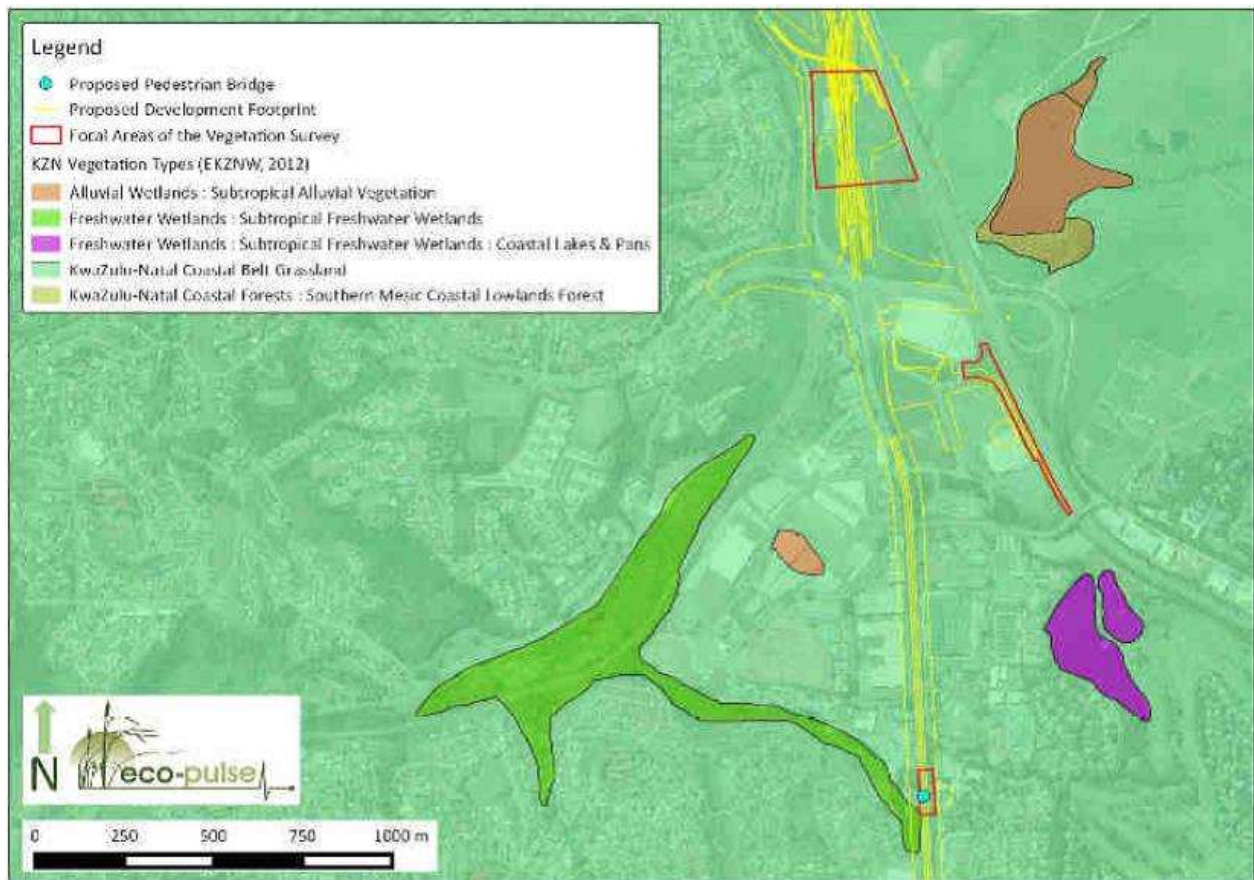 Legend
Proposed Pedestrian Bridge
Proposed Development Footprint
Focal Areas of the Vegetation Survey
KZN Vegetation Types (EKZNW, 2012)
Alluvial Wetlands : Subtropical Alluvial Vegetation
Freshwater Wetlands : Subtropical Freshwater Wetlands
Freshwater Wetlands : Subtropical Freshwater Wetlands : Coastal Lakes & Pans
KwaZulu-Natal Coastal Belt Grassland
KwaZulu-Natal Coastal Forests : Southern Mesic Coastal Lowlands Forest
N
eco-pulse
0 250 500 750 1000 m